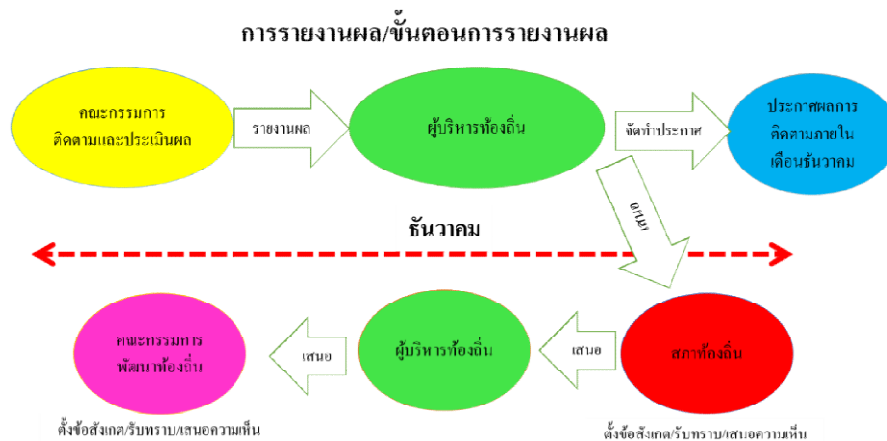 การรายงานผล/ขั้นตอนการรายงานผล
คณะกรรมการ
ติดตามและประเมินผล
รายงานผล
ผู้บริหารท้องถิ่น
จัดทำประกาศ
ประกาศผลการ
ติดตามภายใน
เดือนธันวาคม
เสนอ
ธันวาคม
คณะกรรมการ
พัฒนาท้องถิ่น
เสนอ
ผู้บริหารท้องถิ่น
เสนอ
สภาท้องถิ่น
ตั้งข้อสังเกต/รับทราบ/เสนอความเห็น
ตั้งข้อสังเกต/รับทราบ/เสนอความเห็น